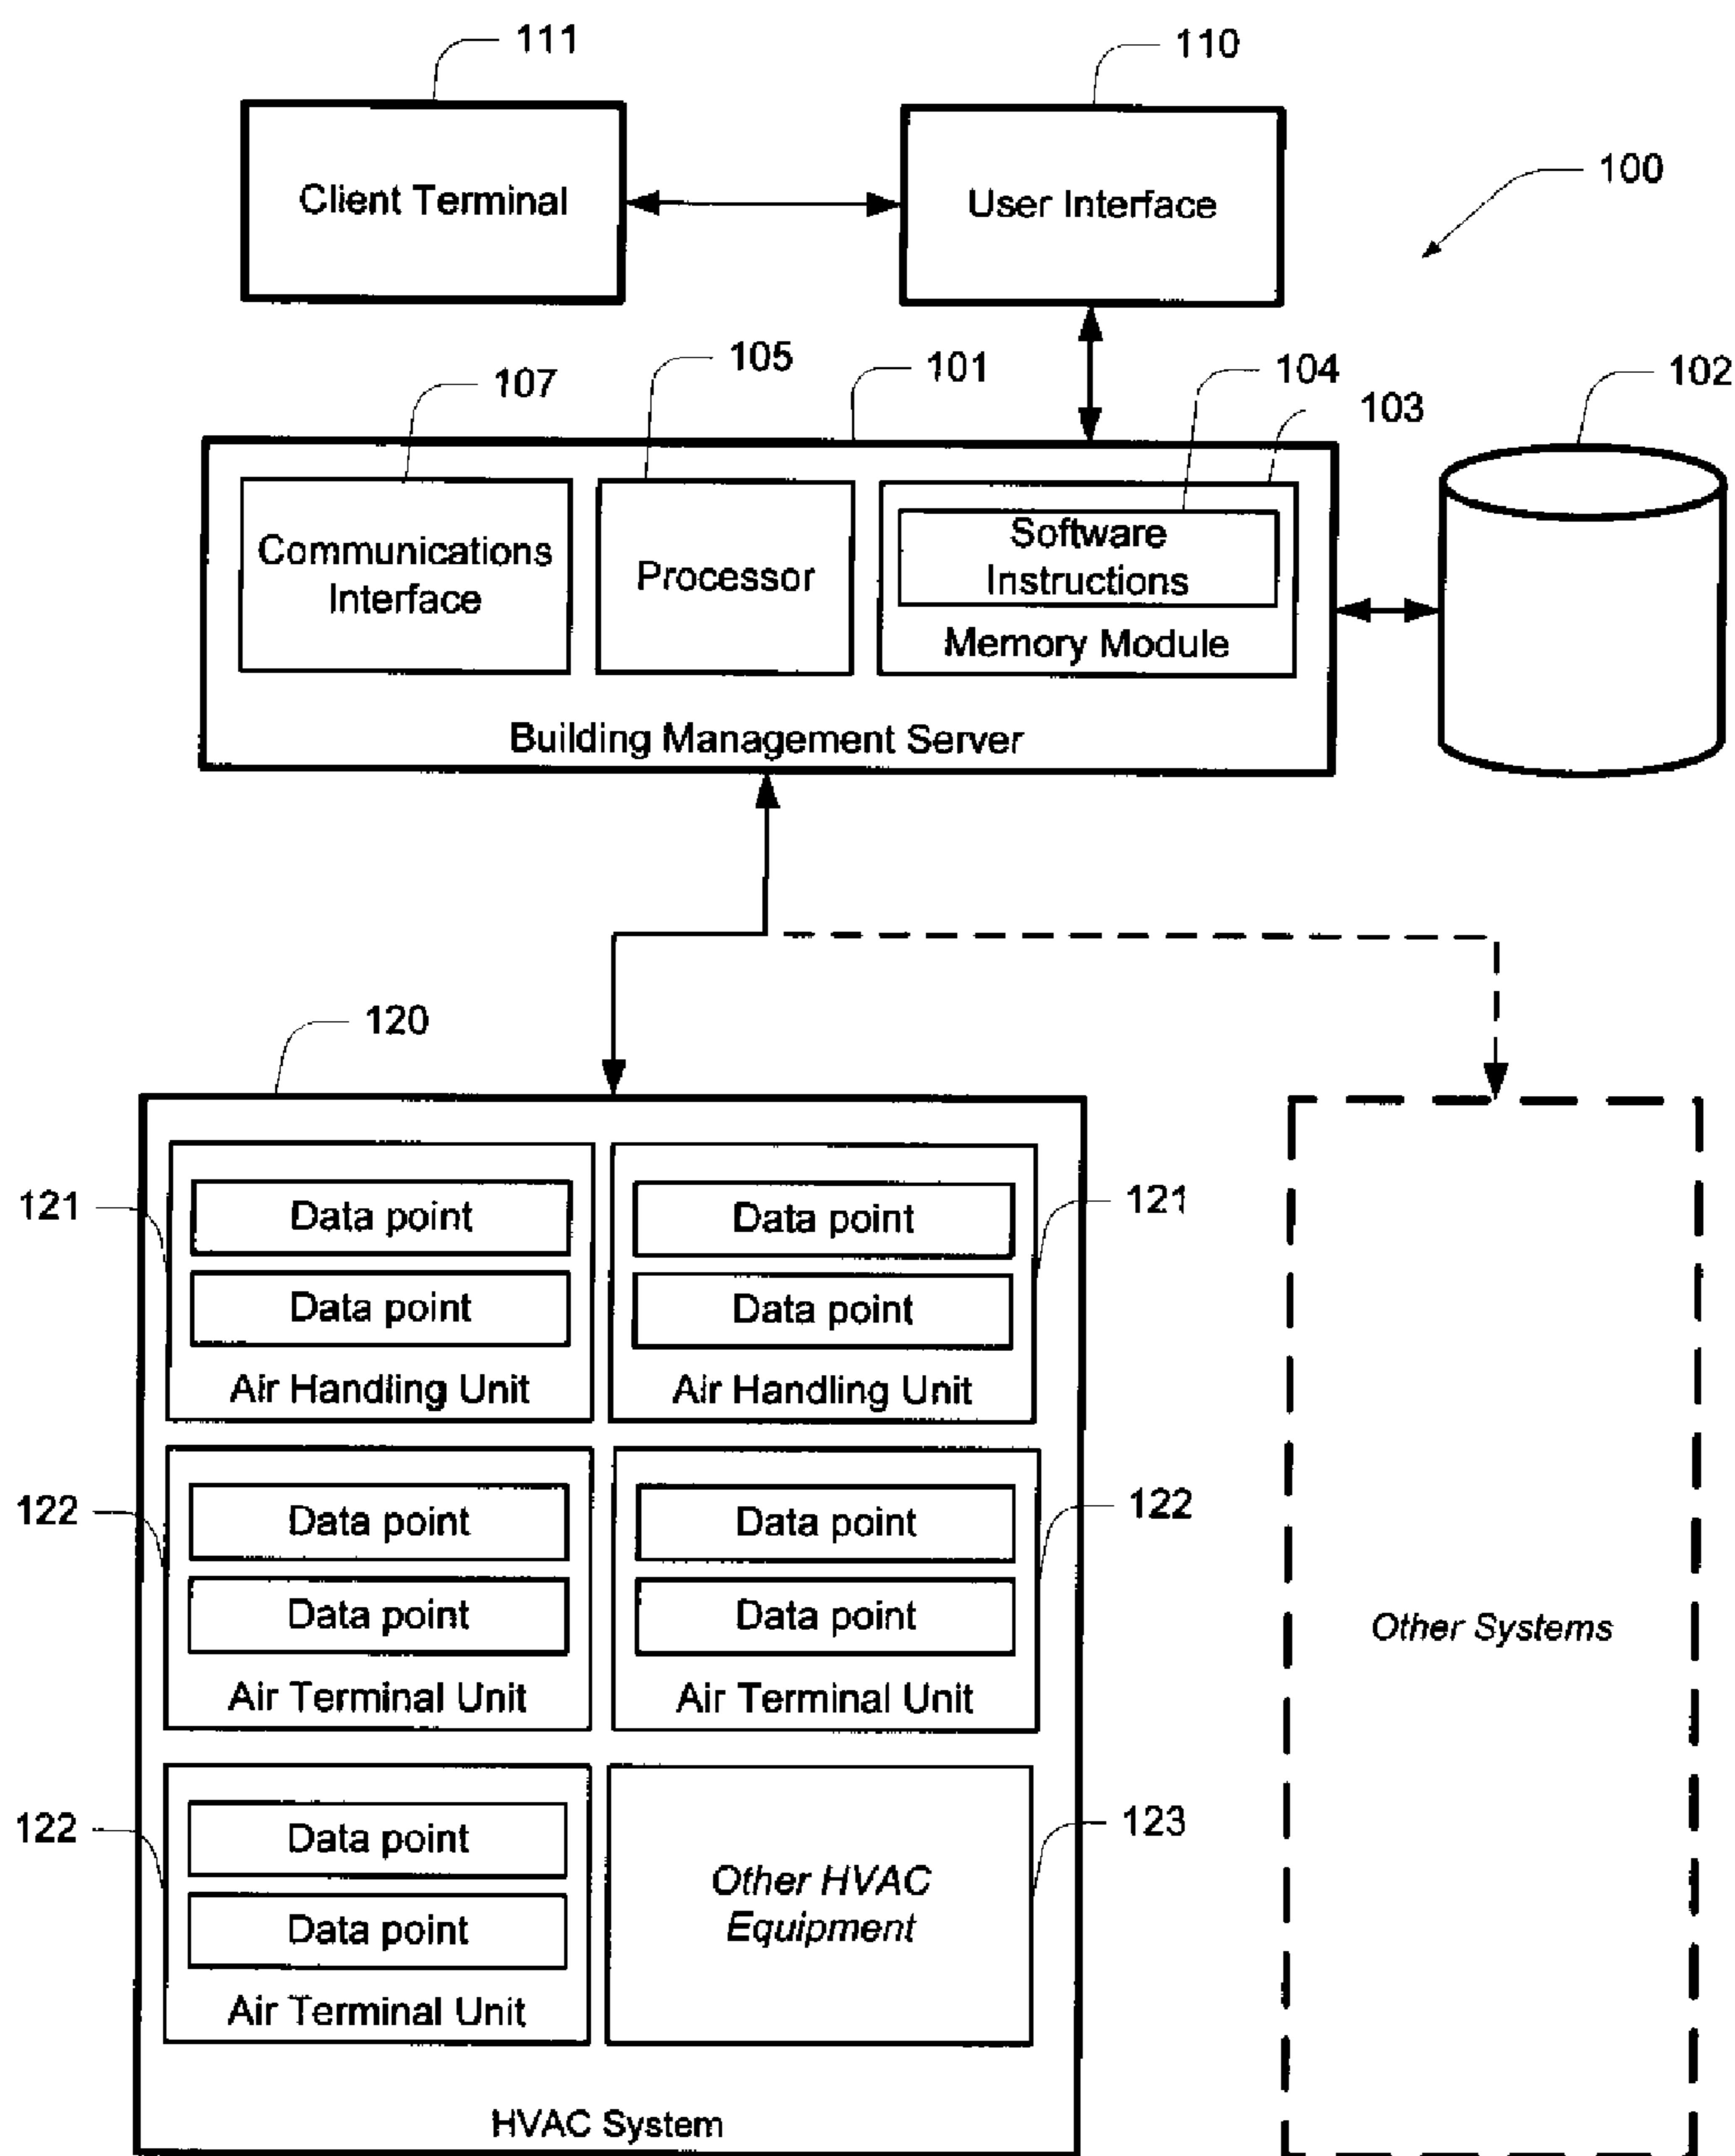 111
110
100
Client Terminal
User Interface
107
105
101
104
103
102
Communications
Interface
Processor
Software
Instructions
Memory Module
Building Management Server
120
121
Data point
Data point
Air Handling Unit
Data point
Data point
Air Handling Unit
121
122
Data point
Data point
Air Terminal Unit
Data point
Data point
Air Terminal Unit
122
122
Data point
Data point
Air Terminal Unit
Other HVAC
Equipment
123
HVAC System
Other Systems